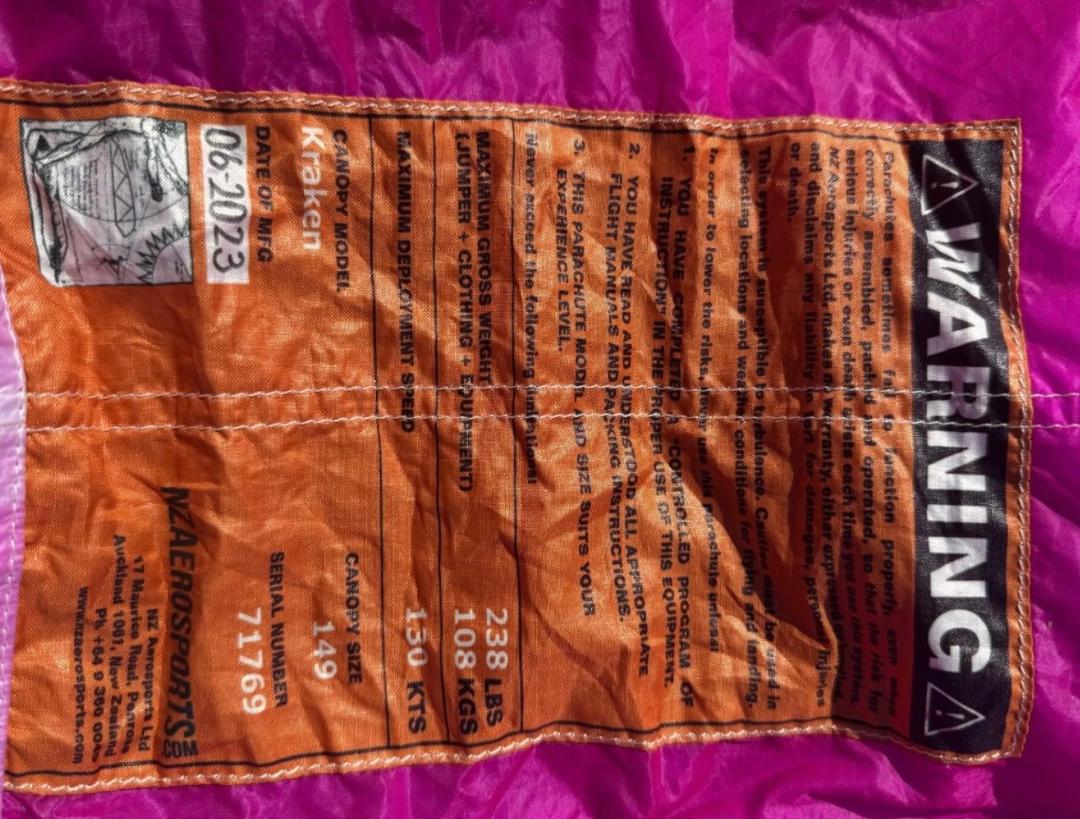 WARNING
Parachutes sometimes fail to function properly, even when
correctly assembled, packed and operated, so that the risk for
serious injuries or even death exists each time you use this system.
NZ Aerosports Ltd, makes no warranty, either expressed or implied,
and disclaims any liability in tort for damages, personal injuries
or death.
This system is susceptible to turbulence. Caution must be used in
selecting locations and weather conditions for flying and landing.
In order to lower the risks, never use this parachute unless:
1. YOU HAVE COMPLETED A "CONTROLLED PROGRAM OF
INSTRUCTION" IN THE PROPER USE OF THIS EQUIPMENT.
2. YOU HAVE READ AND UNDERSTOOD ALL APPROPRIATE
FLIGHT MANUALS AND PACKING INSTRUCTIONS.
3. THIS PARACHUTE MODEL AND SIZE SUITS YOUR
EXPERIENCE LEVEL.
Never exceed the following limitations:
MAXIMUM GROSS WEIGHT 238 LBS
(JUMPER + CLOTHING + EQUIPMENT) 108 KGS
MAXIMUM DEPLOYMENT SPEED 130 KTS
CANOPY MODEL CANOPY SIZE
Kraken 149
DATE OF MFG SERIAL NUMBER
06-2023 71769
NZAEROSPORTS.COM
NZ Aerosports Ltd
17 Maurice Road, Penrose
Auckland 1061, New Zealand
Ph +64 9 360
www.nzaerosports.com